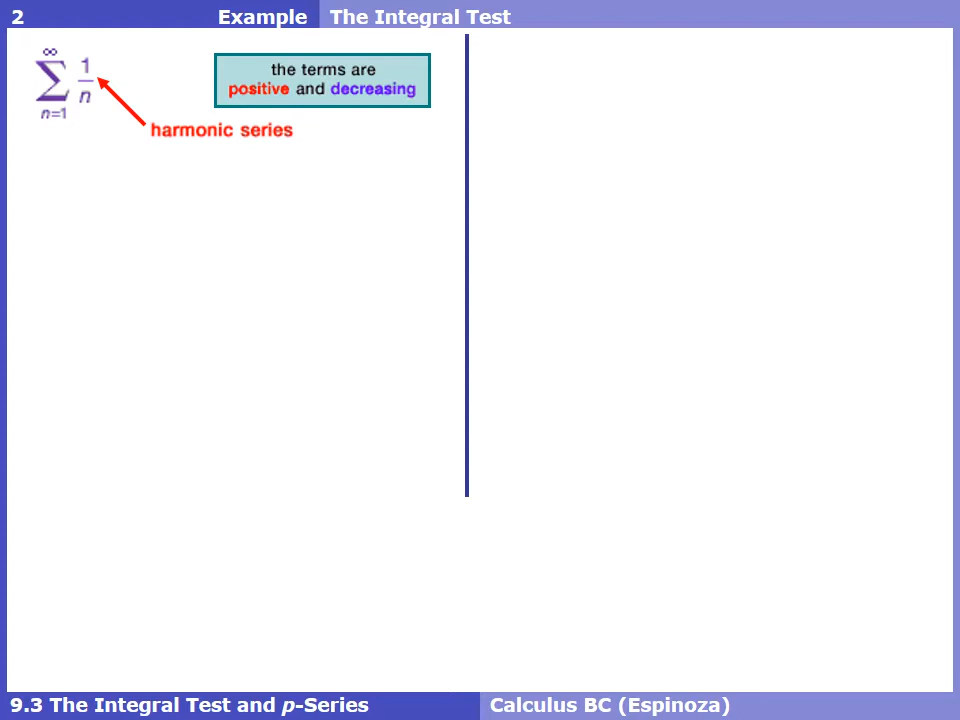 2 Example The Integral Test
∞
∑ 1/n
n=1
the terms are
positive and decreasing
harmonic series
9.3 The Integral Test and p-Series Calculus BC (Espinoza)